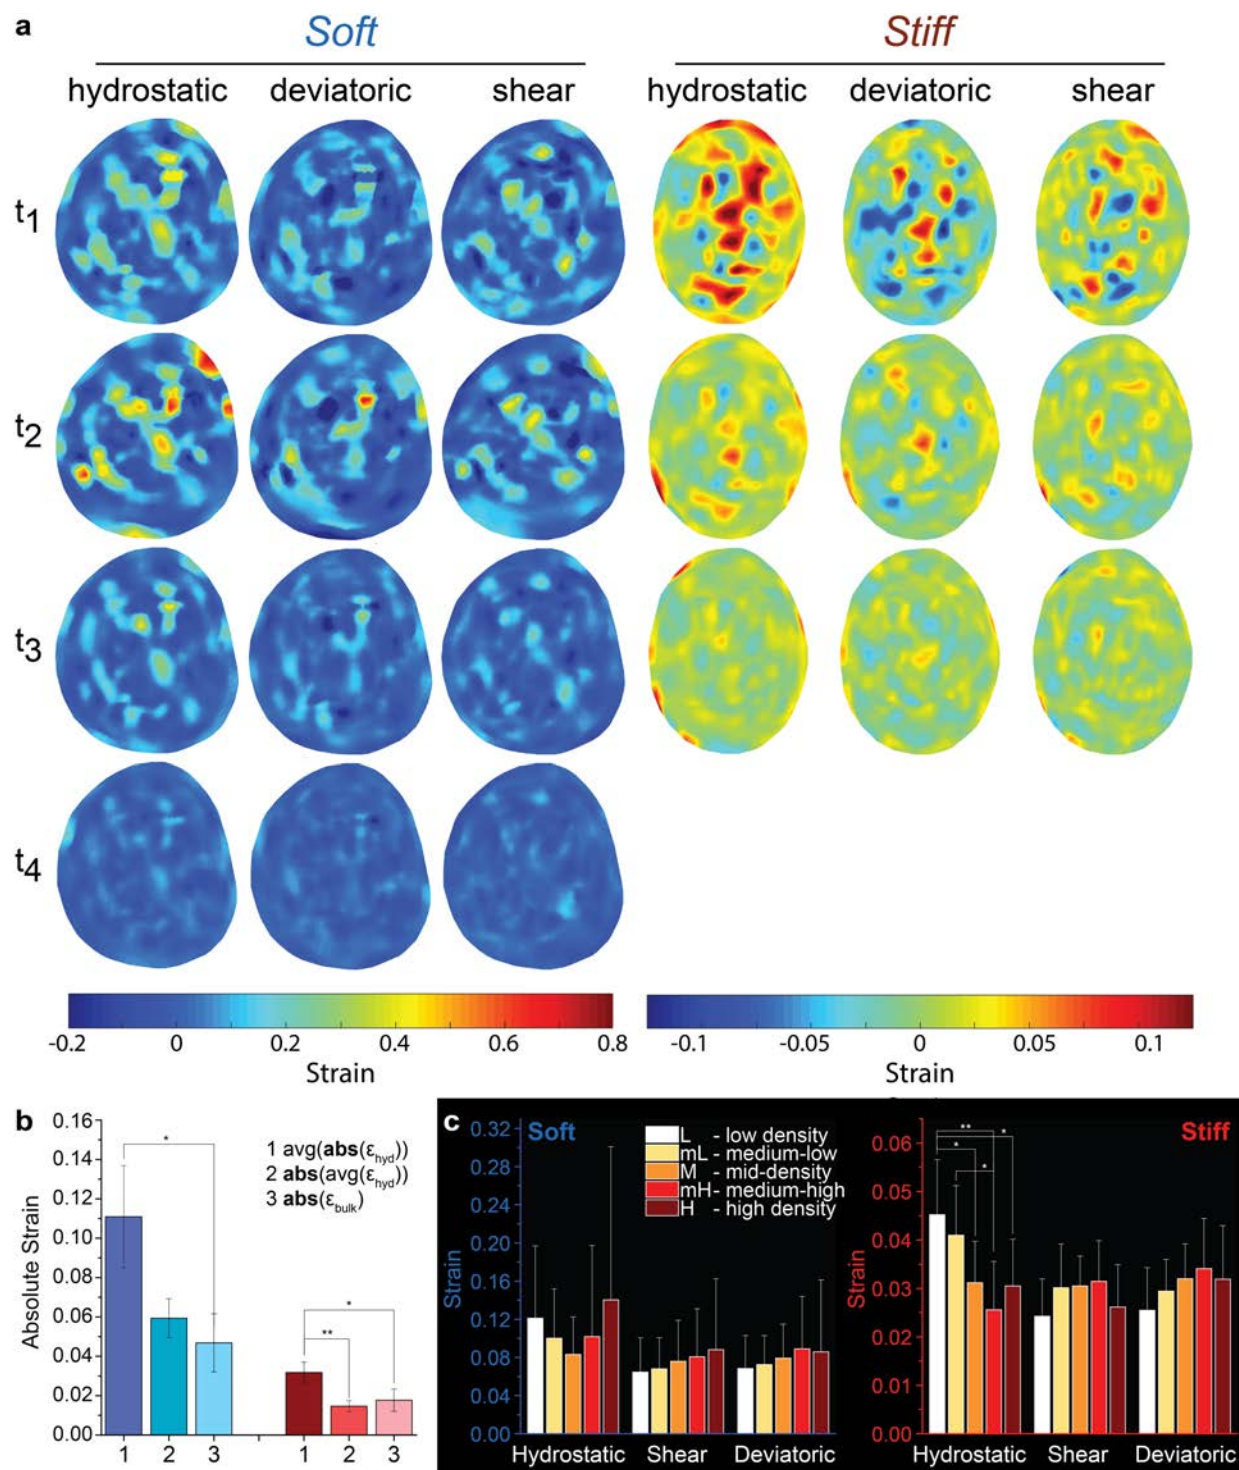 a
Soft
Stiff
hydrostatic deviatoric shear
hydrostatic deviatoric shear
t1
t2
t3
t4
-0.2 0 0.2 0.4 0.6 0.8
Strain
-0.1 -0.05 0 0.05 0.1
Strain
b
0.16
0.14
0.12
0.10
0.08
0.06
0.04
0.02
0.00
Absolute Strain
*
1 avg(abs(εhyd))
2 abs(avg(εhyd))
3 abs(εbulk)
*
**
1 2 3 1 2 3
c
Soft
0.32
0.28
0.24
0.20
0.16
0.12
0.08
0.04
0.00
Strain
L - low density
mL - medium-low
M - mid-density
mH - medium-high
H - high density
Hydrostatic Shear Deviatoric
Stiff
0.06
0.05
0.04
0.03
0.02
0.01
0.00
Strain
**
* *
*
Hydrostatic Shear Deviatoric